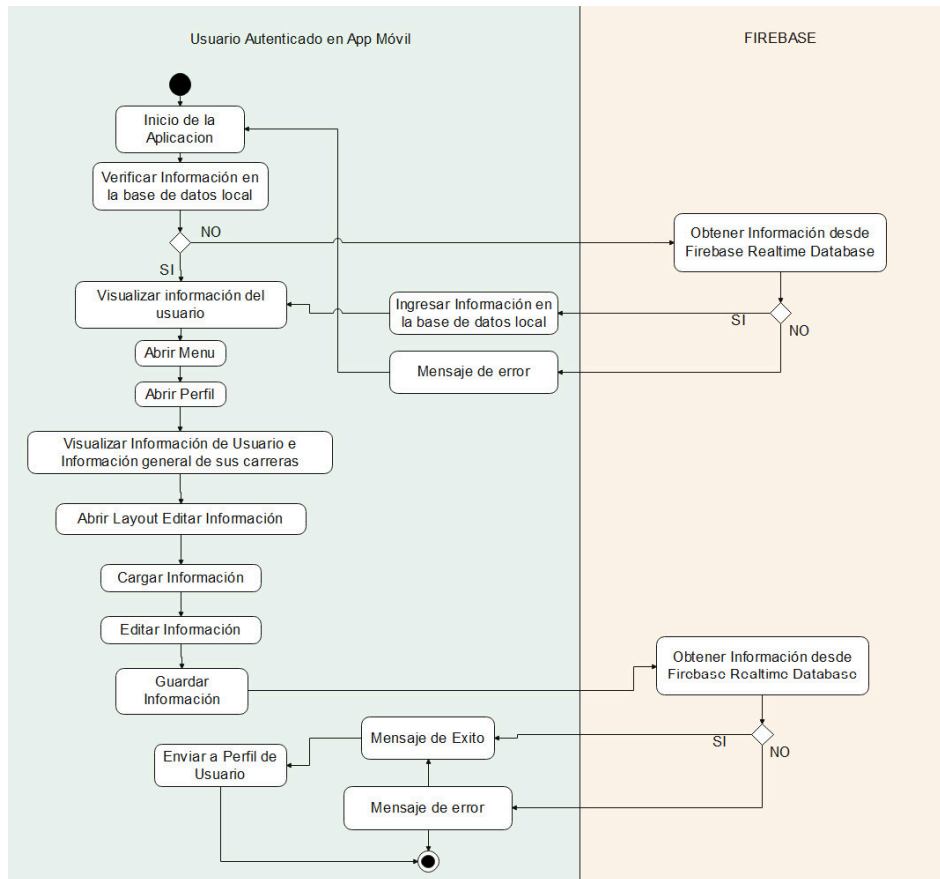 Usuario Autenticado en App Móvil
FIREBASE
Inicio de la
Aplicacion
Verificar Información en
la base de datos local
NO
SI
Obtener Información desde
Firebase Realtime Database
Visualizar información del
usuario
Ingresar Información en
la base de datos local
SI
NO
Abrir Menu
Mensaje de error
Abrir Perfil
Visualizar Información de Usuario e
Información general de sus carreras
Abrir Layout Editar Información
Cargar Información
Editar Información
Guardar
Información
Obtener Información desde
Firebase Realtime Database
SI
NO
Mensaje de Exito
Enviar a Perfil de
Usuario
Mensaje de error